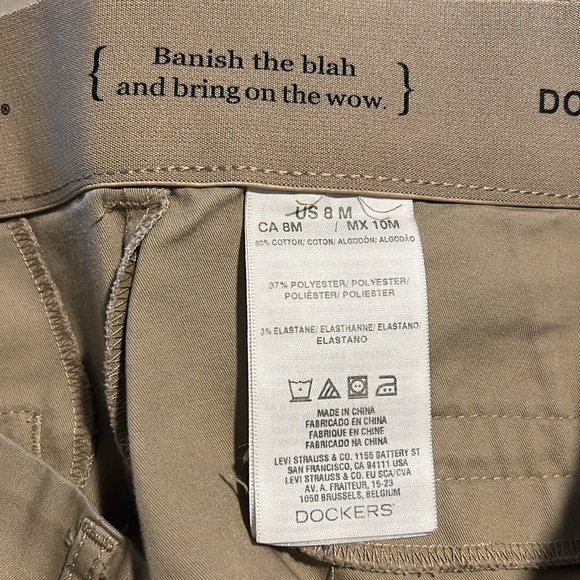 Banish the blah
{ and bring on the wow. }
®
DO
US 8 M
CA 8M / MX 10M
60% COTTON/ COTON/ ALGODÓN/ ALGODÃO
37% POLYESTER/ POLYESTER/
POLIÉSTER/ POLIESTER
3% ELASTANE/ ELASTHANNE/ ELASTANO/
ELASTANO
MADE IN CHINA
FABRICADO EN CHINA
FABRIQUE EN CHINE
FABRICADO NA CHINA
LEVI STRAUSS & CO. 1155 BATTERY ST
SAN FRANCISCO, CA 94111 USA
LEVI STRAUSS & CO. EU SCA/CVA
AV. A. FRAITEUR, 15-23
1050 BRUSSELS, BELGIUM
DOCKERS®